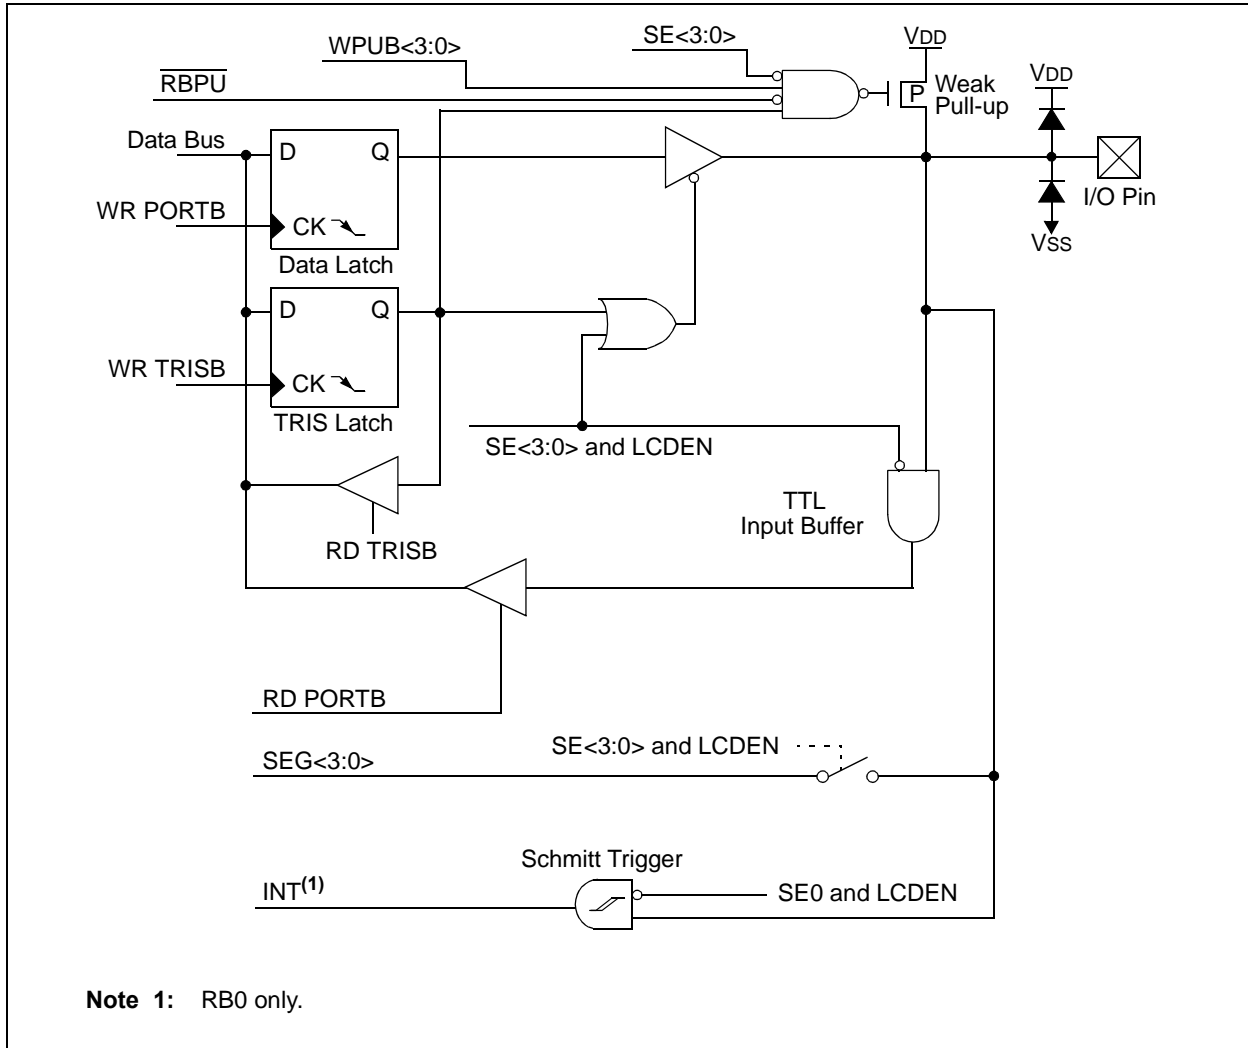 SE<3:0>
VDD
WPUB<3:0>
RBPU
P
Weak
Pull-up
VDD
Data Bus
D
Q
I/O Pin
WR PORTB
CK
VSS
Data Latch
D
Q
WR TRISB
CK
TRIS Latch
SE<3:0> and LCDEN
TTL
Input Buffer
RD TRISB
RD PORTB
SE<3:0> and LCDEN
SEG<3:0>
Schmitt Trigger
INT(1)
SE0 and LCDEN
Note 1: RB0 only.